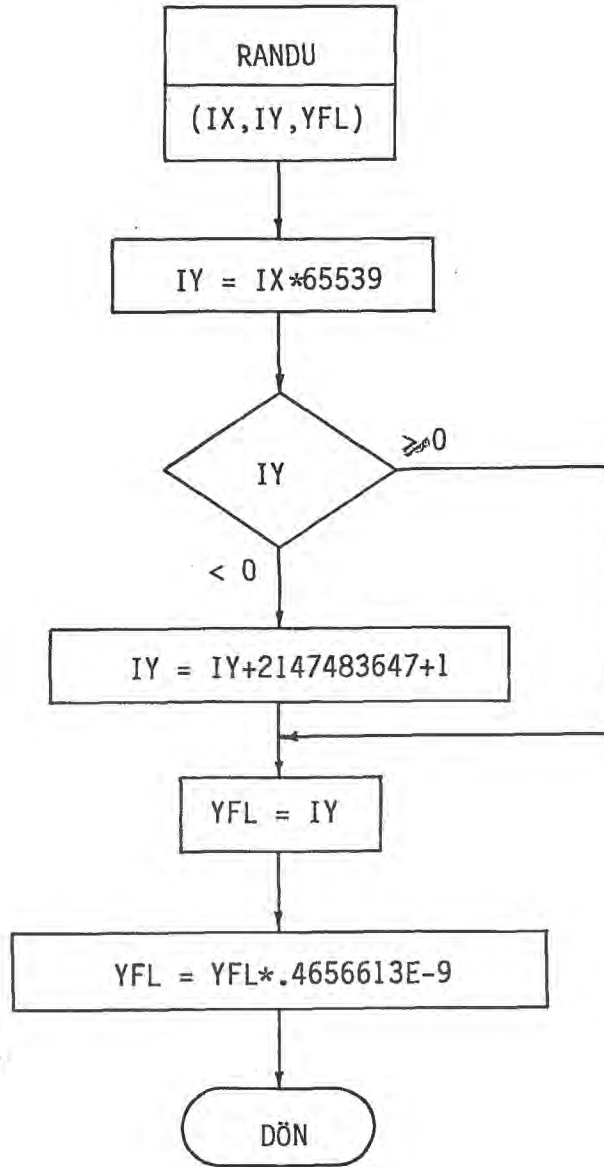 RANDU
(IX,IY,YFL)
IY = IX*65539
IY
≥0
< 0
IY = IY+2147483647+1
YFL = IY
YFL = YFL*.4656613E-9
DÖN